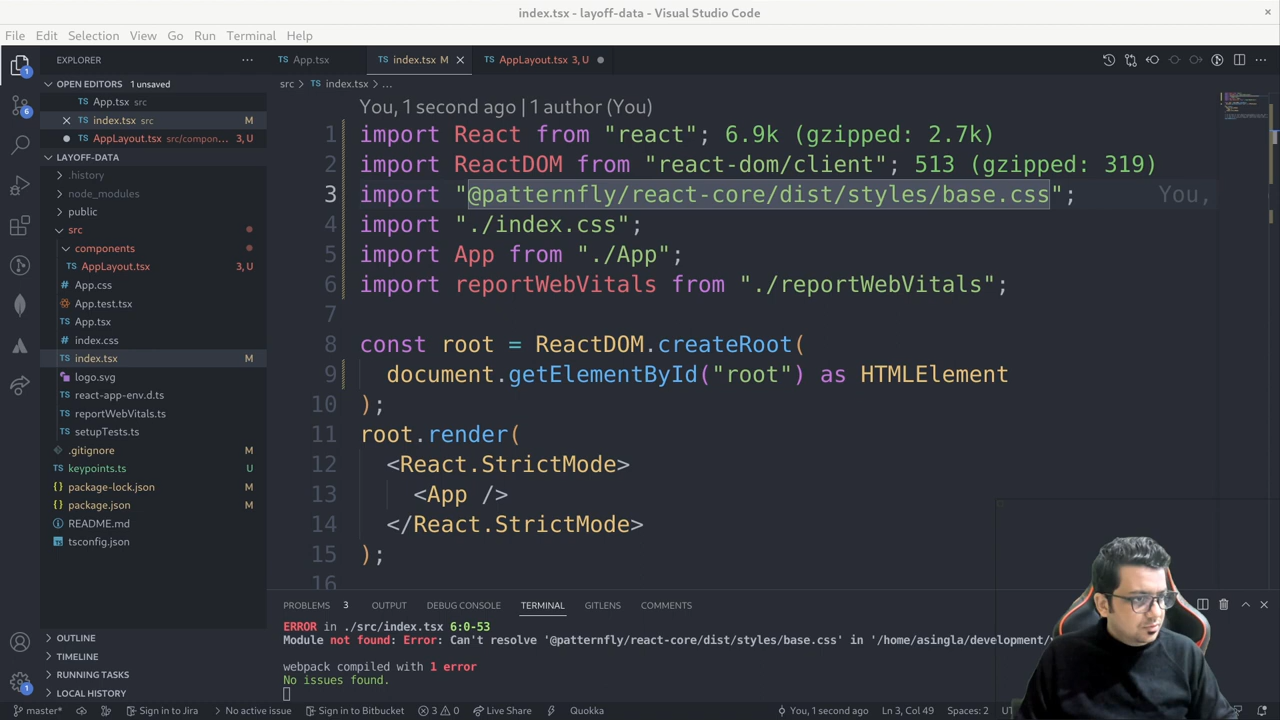 index.tsx - layoff-data - Visual Studio Code
File Edit Selection View Go Run Terminal Help
EXPLORER
OPEN EDITORS 1 unsaved
App.tsx src
index.tsx src M
AppLayout.tsx src/compon... 3, U
LAYOFF-DATA
.history
node_modules
public
src
components
AppLayout.tsx 3, U
App.css
App.test.tsx
App.tsx
index.css
index.tsx M
logo.svg
react-app-env.d.ts
reportWebVitals.ts
setupTests.ts
.gitignore M
keypoints.ts U
package-lock.json M
package.json M
README.md
tsconfig.json
OUTLINE
TIMELINE
RUNNING TASKS
LOCAL HISTORY
App.tsx index.tsx M AppLayout.tsx 3, U
src > index.tsx > ...
You, 1 second ago | 1 author (You)
1 import React from "react"; 6.9k (gzipped: 2.7k)
2 import ReactDOM from "react-dom/client"; 513 (gzipped: 319)
3 import "@patternfly/react-core/dist/styles/base.css"; You,
4 import "./index.css";
5 import App from "./App";
6 import reportWebVitals from "./reportWebVitals";
7
8 const root = ReactDOM.createRoot(
9 document.getElementById("root") as HTMLElement
10 );
11 root.render(
12 <React.StrictMode>
13 <App />
14 </React.StrictMode>
15 );
16
PROBLEMS 3 OUTPUT DEBUG CONSOLE TERMINAL GITLENS COMMENTS
ERROR in ./src/index.tsx 6:0-53
Module not found: Error: Can't resolve '@patternfly/react-core/dist/styles/base.css' in '/home/asingla/development/
webpack compiled with 1 error
No issues found.
master* Sign in to Jira No active issue Sign in to Bitbucket 3 0 Live Share Quokka You, 1 second ago Ln 3, Col 49 Spaces: 2